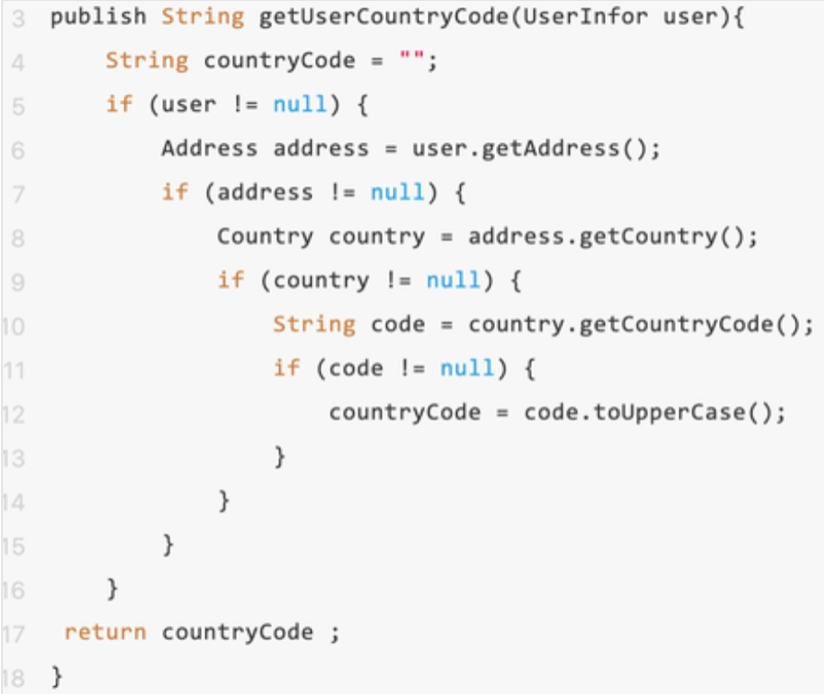 3 publish String getUserCountryCode(UserInfor user){
4 String countryCode = "";
5 if (user != null) {
6 Address address = user.getAddress();
7 if (address != null) {
8 Country country = address.getCountry();
9 if (country != null) {
10 String code = country.getCountryCode();
11 if (code != null) {
12 countryCode = code.toUpperCase();
13 }
14 }
15 }
16 }
17 return countryCode ;
18 }